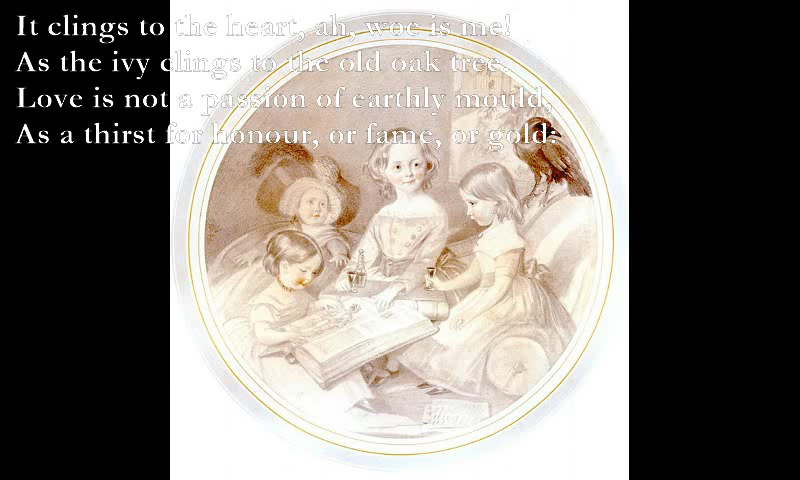 It clings to the heart, ah, woe is me!
As the ivy clings to the old oak tree.
Love is not a passion of earthly mould,
As a thirst for honour, or fame, or gold: